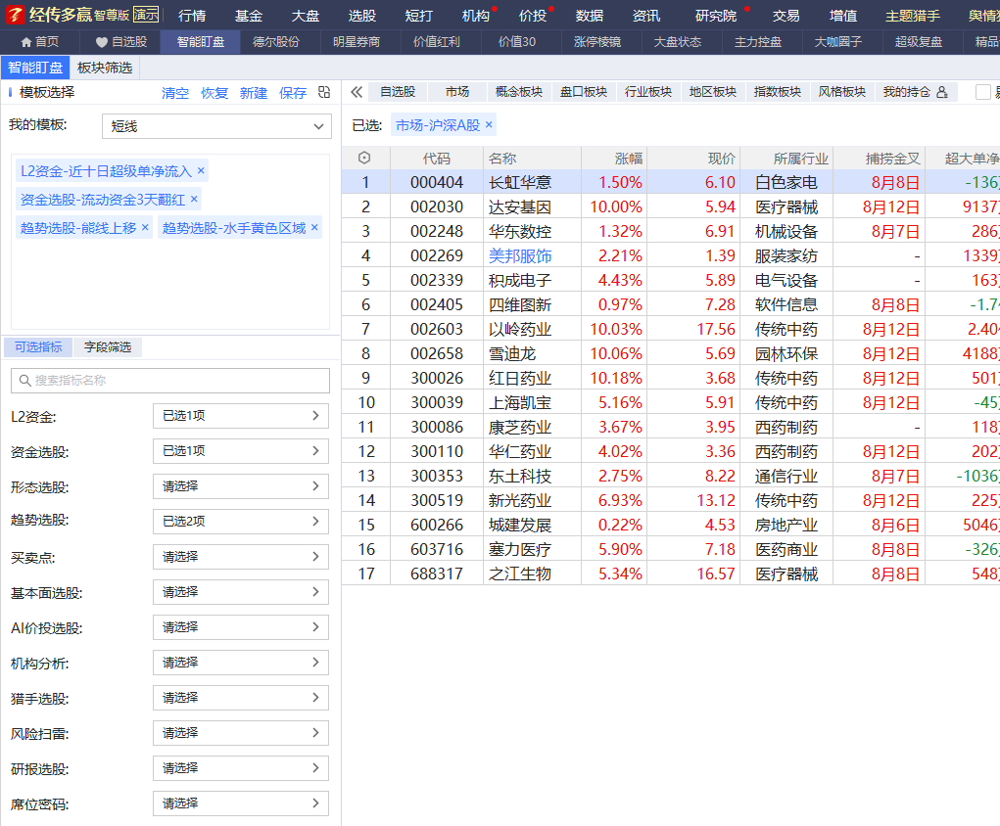 经传多赢 智尊版 演示 行情 基金 大盘 选股 短打 机构 价投 数据 资讯 研究院 交易 增值 主题猎手
首页 自选股 智能盯盘 德尔股份 明星券商 价值红利 价值30 涨停棱镜 大盘状态 主力控盘 大咖圈子 超级复盘 精品
智能盯盘 板块筛选
模板选择 清空 恢复 新建 保存
我的模板: 短线
L2资金-近十日超级单净流入 ×
资金选股-流动资金3天翻红 ×
趋势选股-熊线上移 × 趋势选股-水手黄色区域 ×
可选指标 字段筛选
搜索指标名称
L2资金: 已选1项
资金选股: 已选1项
形态选股: 请选择
趋势选股: 已选2项
买卖点: 请选择
基本面选股: 请选择
AI价投选股: 请选择
机构分析: 请选择
猎手选股: 请选择
风险扫雷: 请选择
研报选股: 请选择
席位密码: 请选择
自选股 市场 概念板块 盘口板块 行业板块 地区板块 指数板块 风格板块 我的持仓
已选: 市场-沪深A股 ×
代码 名称 涨幅 现价 所属行业 捕捞金叉 超大单净
1 000404 长虹华意 1.50% 6.10 白色家电 8月8日 -136
2 002030 达安基因 10.00% 5.94 医疗器械 8月12日 9137
3 002248 华东数控 1.32% 6.91 机械设备 8月7日 286
4 002269 美邦服饰 2.21% 1.39 服装家纺 - 1339
5 002339 积成电子 4.43% 5.89 电气设备 - 163
6 002405 四维图新 0.97% 7.28 软件信息 8月8日 -1.7
7 002603 以岭药业 10.03% 17.56 传统中药 8月12日 2.40
8 002658 雪迪龙 10.06% 5.69 园林环保 8月12日 4188
9 300026 红日药业 10.18% 3.68 传统中药 8月12日 501
10 300039 上海凯宝 5.16% 5.91 传统中药 8月12日 -45
11 300086 康芝药业 3.67% 3.95 西药制药 - 118
12 300110 华仁药业 4.02% 3.36 西药制药 8月12日 202
13 300353 东土科技 2.75% 8.22 通信行业 8月7日 -1036
14 300519 新光药业 6.93% 13.12 传统中药 8月12日 225
15 600266 城建发展 0.22% 4.53 房地产业 8月6日 5046
16 603716 塞力医疗 5.90% 7.18 医药商业 8月8日 -326
17 688317 之江生物 5.34% 16.57 医疗器械 8月8日 548